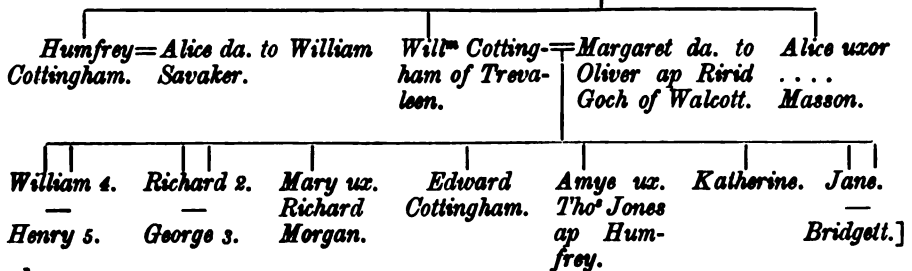 Humfrey=Alice da. to William
Cottingham. Savaker.
Willᵐ Cotting-=Margaret da. to
ham of Treva- Oliver ap Ririd
leen. Goch of Walcott.
Alice uxor
. . . .
Masson.
William 4.
—
Henry 5.
Richard 2.
—
George 3.
Mary ux.
Richard
Morgan.
Edward
Cottingham.
Amye ux.
Thoˢ Jones
ap Hum-
frey.
Katherine.
Jane.
—
Bridgett.]